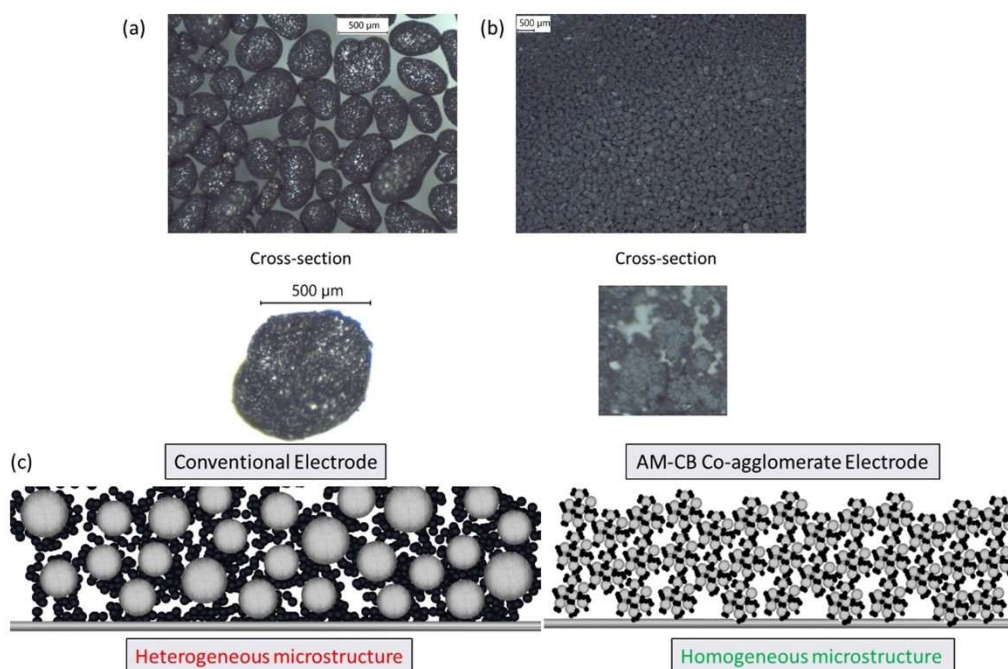 (a)
500 µm
(b)
500 µm
Cross-section
Cross-section
500 µm
(c)
Conventional Electrode
AM-CB Co-agglomerate Electrode
Heterogeneous microstructure
Homogeneous microstructure